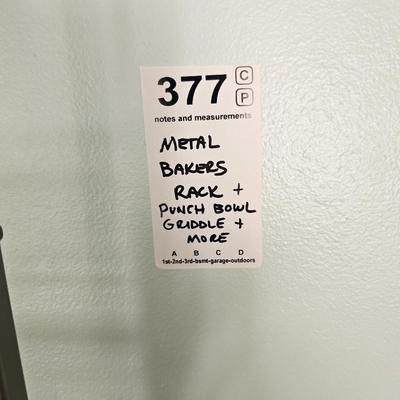 377 C
P
notes and measurements
METAL
BAKERS
RACK +
PUNCH BOWL
GRIDDLE +
MORE
A B C D
1st-2nd-3rd-bsmt-garage-outdoors